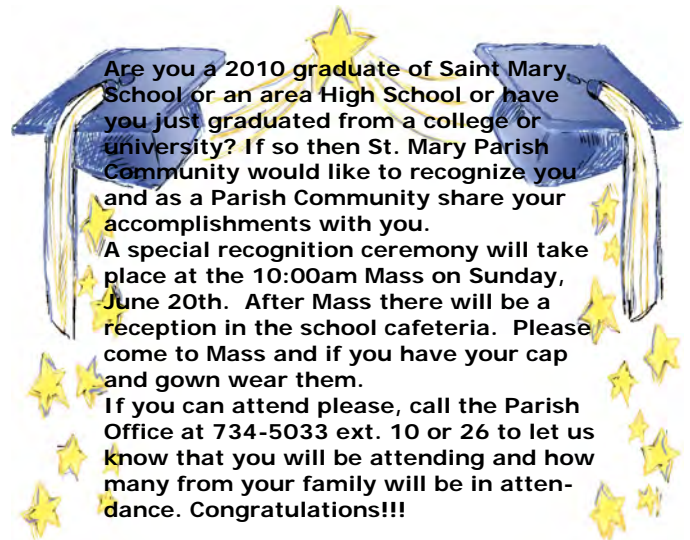 Are you a 2010 graduate of Saint Mary
School or an area High School or have
you just graduated from a college or
university? If so then St. Mary Parish
Community would like to recognize you
and as a Parish Community share your
accomplishments with you.
A special recognition ceremony will take
place at the 10:00am Mass on Sunday,
June 20th.  After Mass there will be a
reception in the school cafeteria.  Please
come to Mass and if you have your cap
and gown wear them.
If you can attend please, call the Parish
Office at 734-5033 ext. 10 or 26 to let us
know that you will be attending and how
many from your family will be in atten-
dance. Congratulations!!!